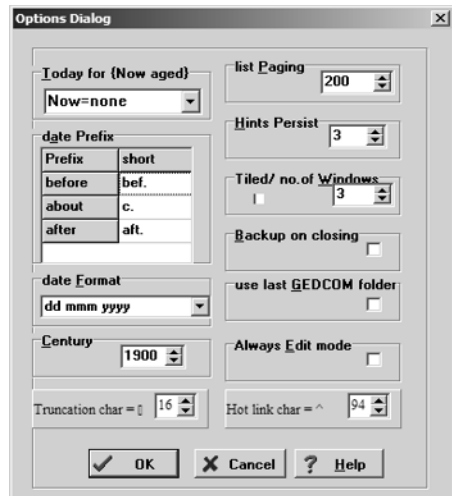 Options Dialog
Today for {Now aged}
Now=none
date Prefix
Prefix short
before bef.
about c.
after aft.
date Format
dd mmm yyyy
Century
1900
Truncation char = ▯ 16
list Paging
200
Hints Persist
3
Tiled/ no.of Windows
3
Backup on closing
use last GEDCOM folder
Always Edit mode
Hot link char = ^ 94
OK Cancel ? Help